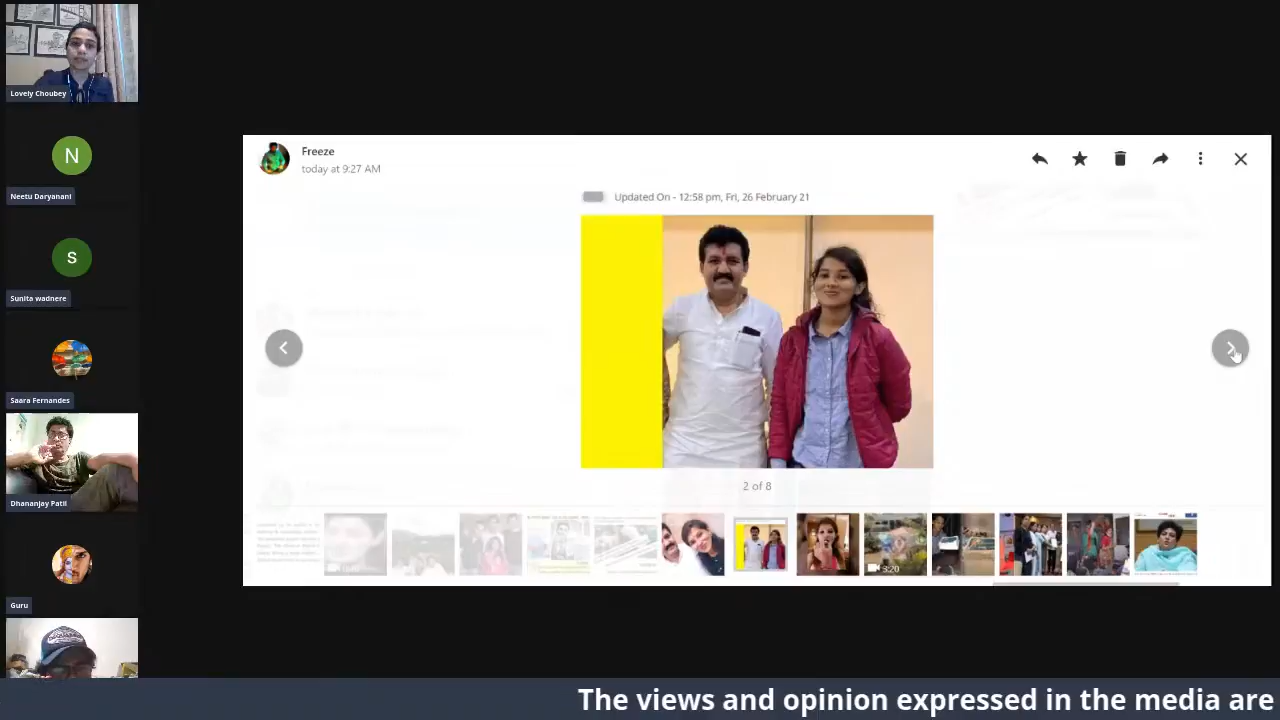 Lovely Choubey
N
Neetu Daryanani
S
Sunita wadnere
Saara Fernandes
Dhananjay Patil
Guru
Freeze
today at 9:27 AM
Updated On - 12:58 pm, Fri, 26 February 21
2 of 8
3:20
The views and opinion expressed in the media are